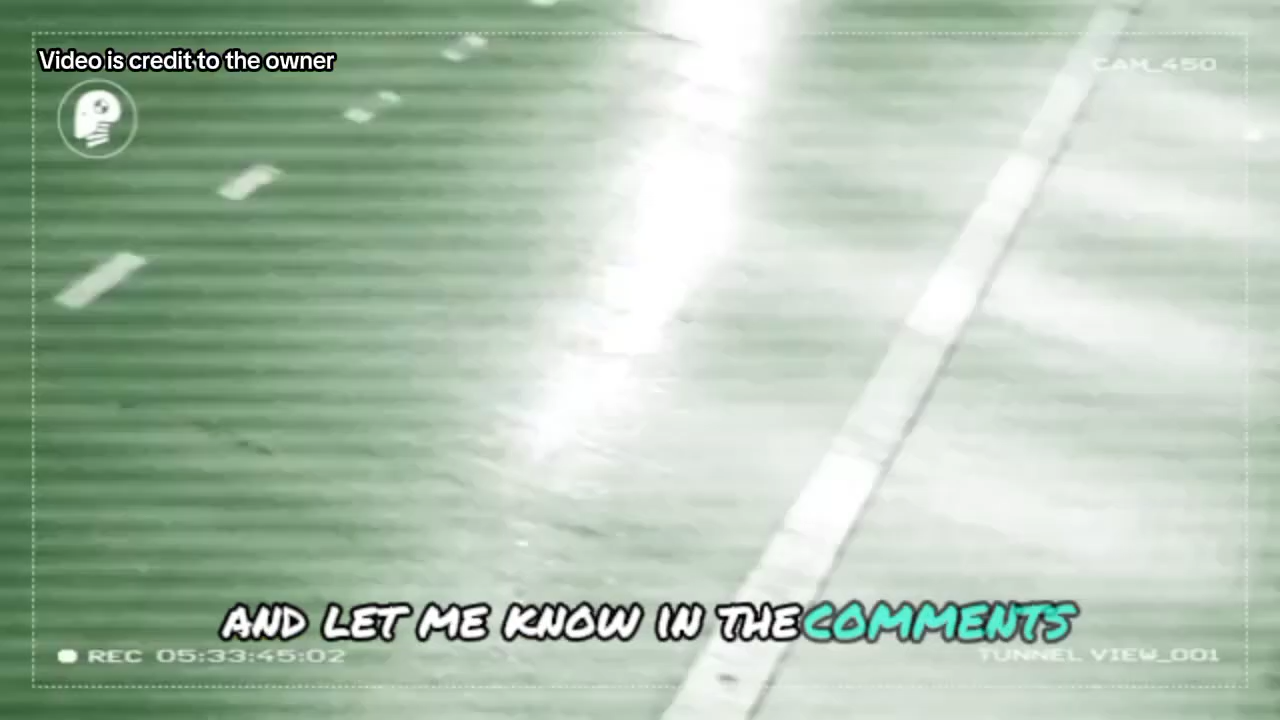 Video is credit to the owner
CAM_450
AND LET ME KNOW IN THE COMMENTS
REC 05:33:45:02
TUNNEL VIEW_001